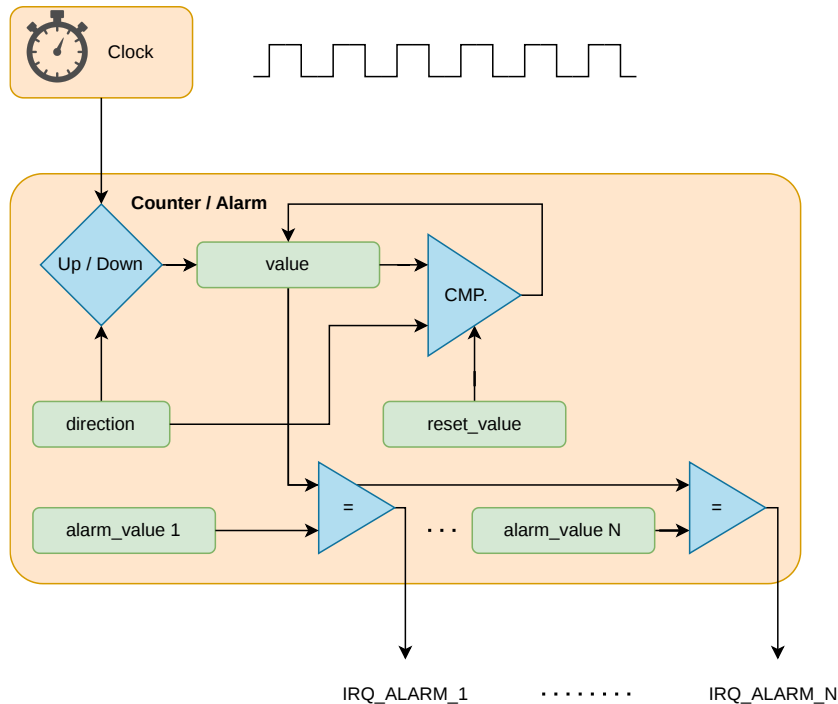 Clock
Counter / Alarm
Up / Down
value
CMP.
direction
reset_value
alarm_value 1
=
. . .
alarm_value N
=
IRQ_ALARM_1
. . . . . . . .
IRQ_ALARM_N